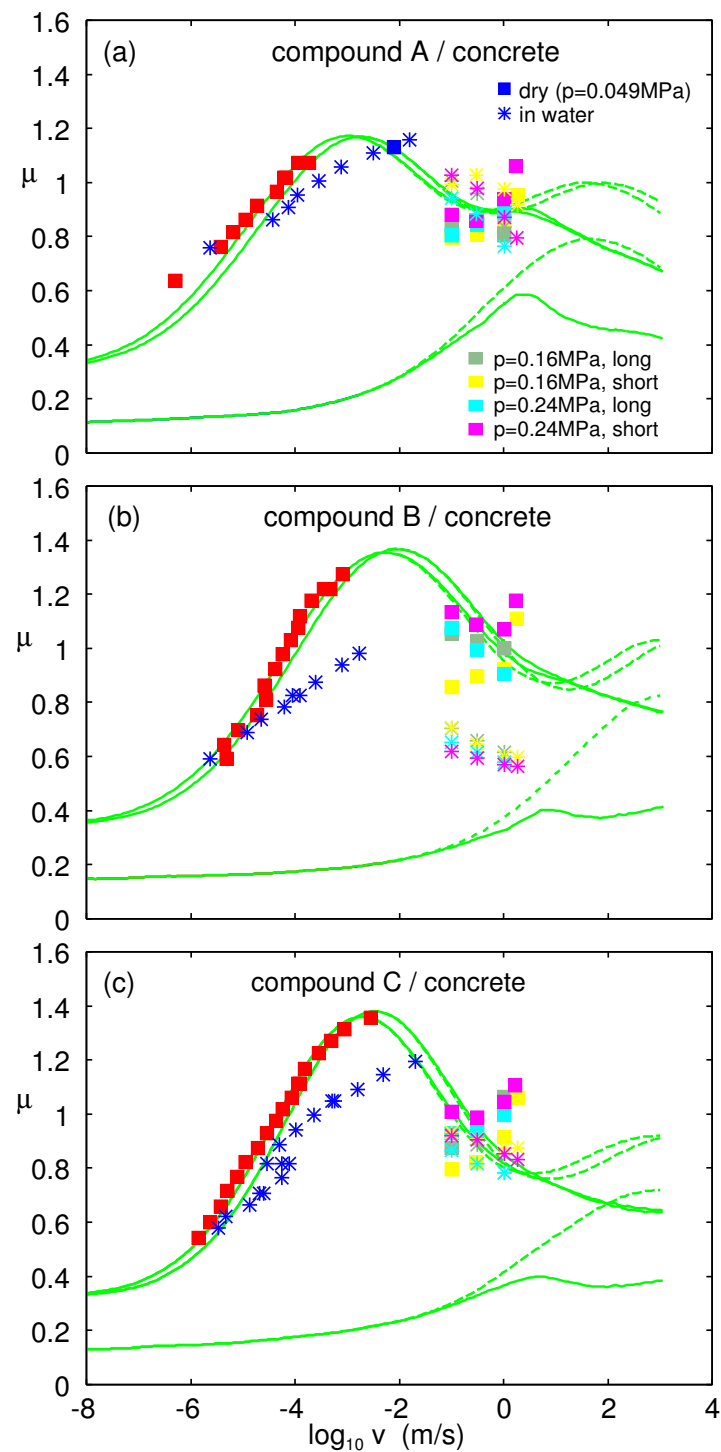 1.6
(a) compound A / concrete
1.4
dry (p=0.049MPa)
in water
1.2
μ
1
0.8
0.6
0.4
p=0.16MPa, long
p=0.16MPa, short
0.2
p=0.24MPa, long
p=0.24MPa, short
0
1.6
(b) compound B / concrete
1.4
1.2
μ
1
0.8
0.6
0.4
0.2
0
1.6
(c) compound C / concrete
1.4
1.2
μ
1
0.8
0.6
0.4
0.2
0
-8 -6 -4 -2 0 2 4
log₁₀ v (m/s)